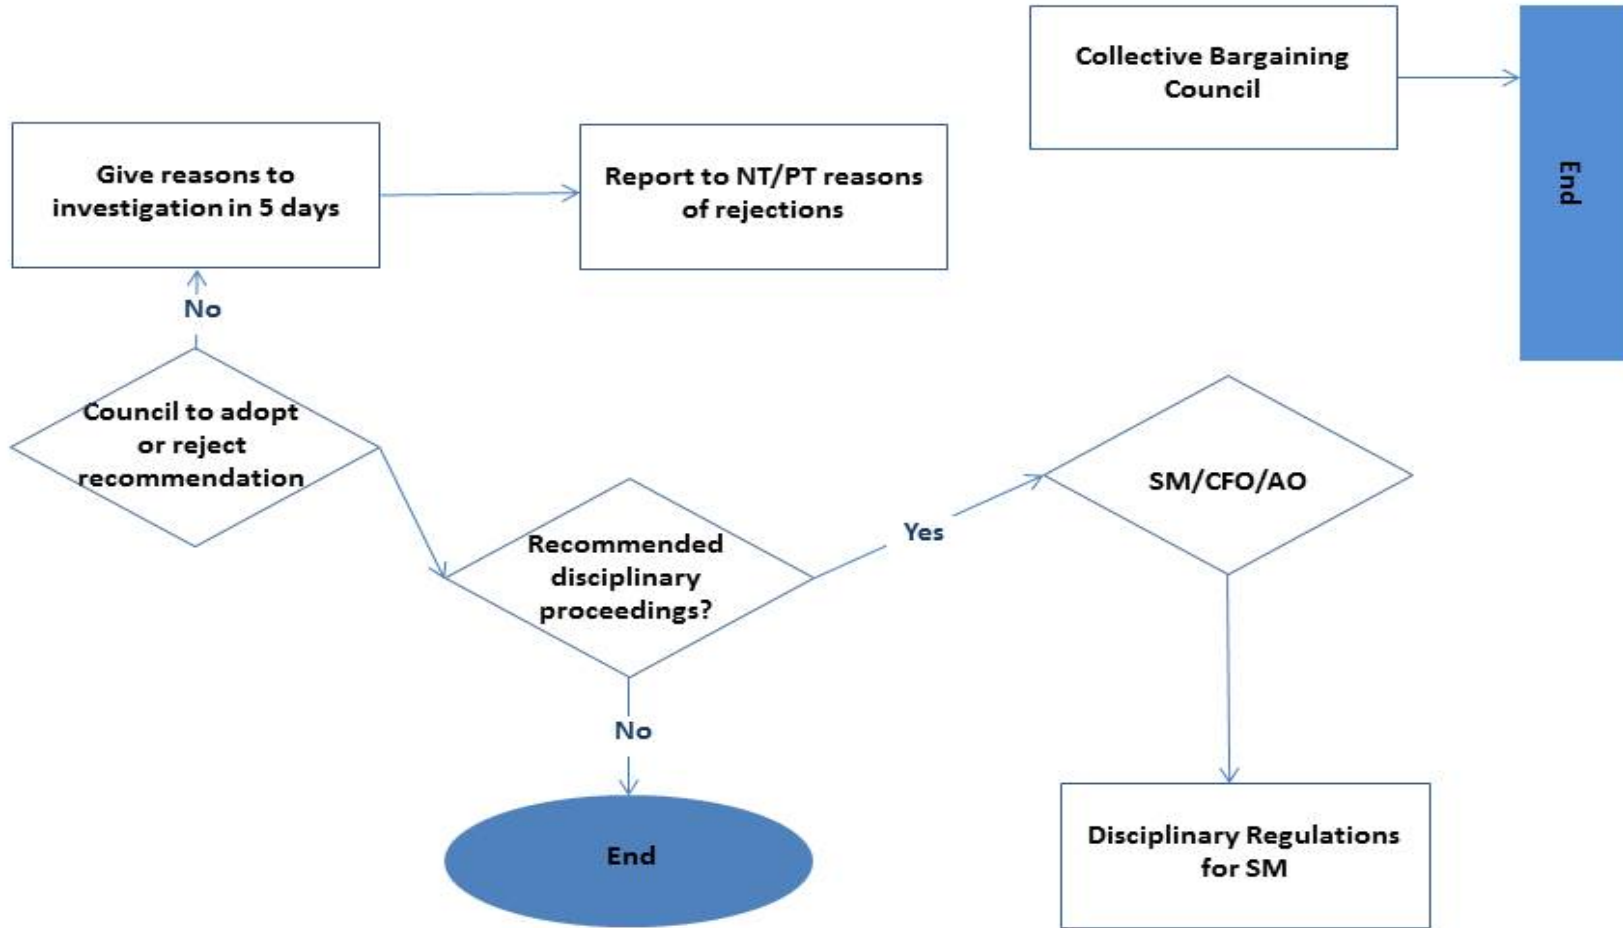 Collective Bargaining
Council
End
Give reasons to
investigation in 5 days
Report to NT/PT reasons
of rejections
No
Council to adopt
or reject
recommendation
Recommended
disciplinary
proceedings?
Yes
SM/CFO/AO
No
End
Disciplinary Regulations
for SM